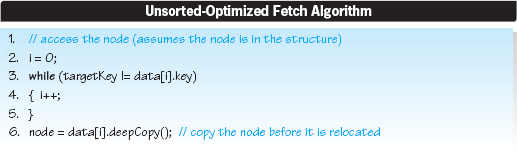 Unsorted-Optimized Fetch Algorithm
1. // access the node (assumes the node is in the structure)
2. i = 0;
3. while (targetKey != data[i].key)
4. { i++;
5. }
6. node = data[i].deepCopy(); // copy the node before it is relocated